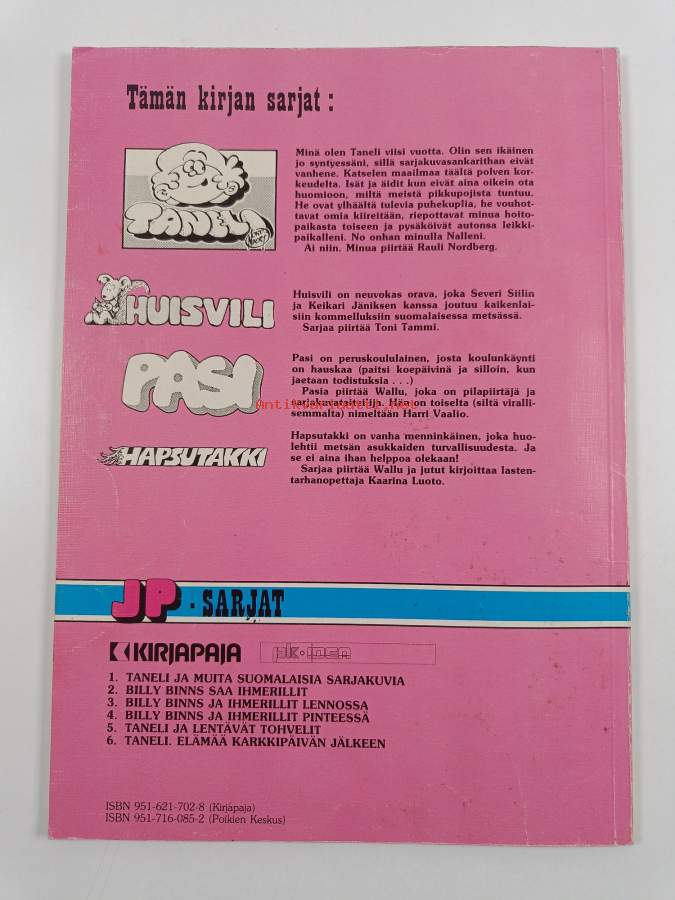 Tämän kirjan sarjat:
TANELI
Minä olen Taneli viisi vuotta. Olin sen ikäinen
jo syntyessäni, sillä sarjakuvasankarithan eivät
vanhene. Katselen maailmaa täältä polven kor-
keudelta. Isät ja äidit kun eivät aina oikein ota
huomioon, miltä meistä pikkupojista tuntuu.
He ovat ylhäältä tulevia puhekuplia, he vouhot-
tavat omia kiireitään, riepottavat minua hoito-
paikasta toiseen ja pysäköivät autonsa leikki-
paikalleni. No onhan minulla Nalleni.
Ai niin. Minua piirtää Rauli Nordberg.
HUISVILI
Huisvili on neuvokas orava, joka Severi Siilin
ja Keikari Jäniksen kanssa joutuu kaikenlai-
siin kommelluksiin suomalaisessa metsässä.
Sarjaa piirtää Toni Tammi.
PASI
Pasi on peruskoululainen, josta koulunkäynti
on hauskaa (paitsi koepäivinä ja silloin, kun
jaetaan todistuksia . . .)
Pasia piirtää Wallu, joka on pilapiirtäjä ja
sarjakuvataiteilija. Hän on toiselta (siltä viralli-
semmalta) nimeltään Harri Vaalio.
Antikvariaatti.net
HAPSUTAKKI
Hapsutakki on vanha menninkäinen, joka huo-
lehtii metsän asukkaiden turvallisuudesta. Ja
se ei aina ihan helppoa olekaan!
Sarjaa piirtää Wallu ja jutut kirjoittaa lasten-
tarhanopettaja Kaarina Luoto.
JP-SARJAT
KIRJAPAJA
1. TANELI JA MUITA SUOMALAISIA SARJAKUVIA
2. BILLY BINNS SAA IHMERILLIT
3. BILLY BINNS JA IHMERILLIT LENNOSSA
4. BILLY BINNS JA IHMERILLIT PINTEESSÄ
5. TANELI JA LENTÄVÄT TOHVELIT
6. TANELI. ELÄMÄÄ KARKKIPÄIVÄN JÄLKEEN
ISBN 951-621-702-8 (Kirjapaja)
ISBN 951-716-085-2 (Poikien Keskus)